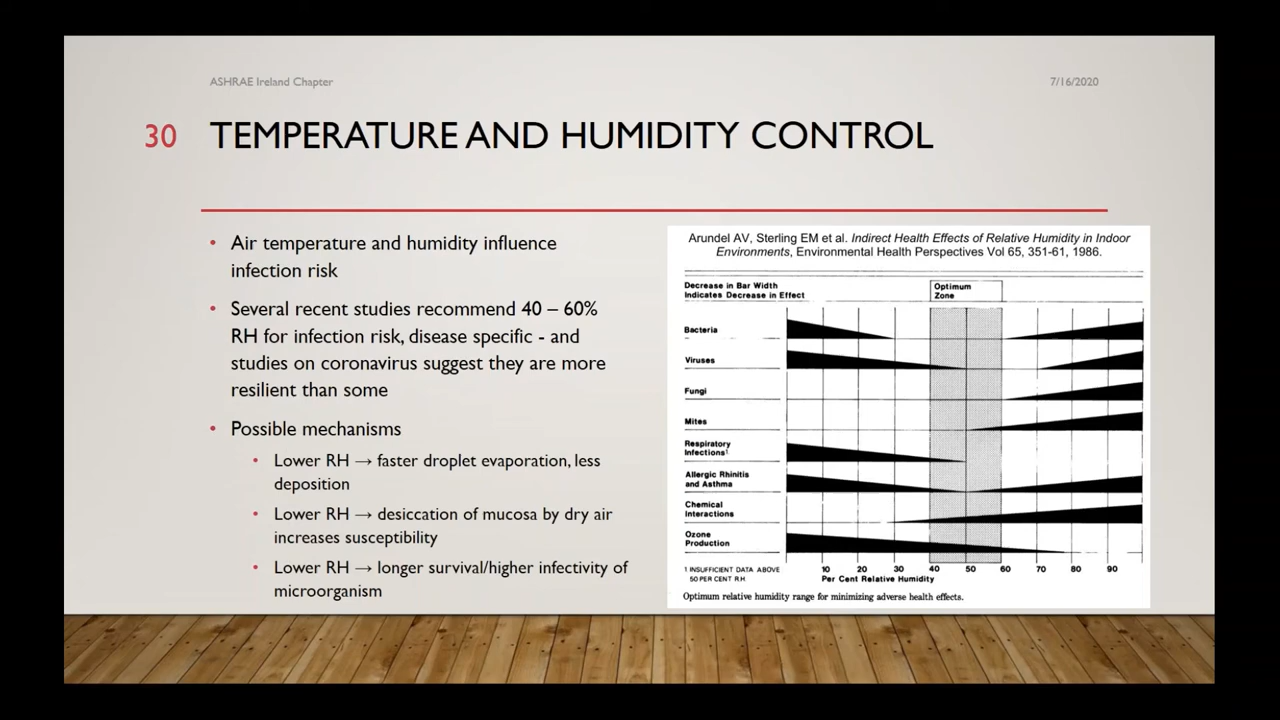 ASHRAE Ireland Chapter
7/16/2020
30
TEMPERATURE AND HUMIDITY CONTROL
• Air temperature and humidity influence
infection risk
• Several recent studies recommend 40 – 60%
RH for infection risk, disease specific - and
studies on coronavirus suggest they are more
resilient than some
• Possible mechanisms
• Lower RH → faster droplet evaporation, less
deposition
• Lower RH → desiccation of mucosa by dry air
increases susceptibility
• Lower RH → longer survival/higher infectivity of
microorganism
Arundel AV, Sterling EM et al. Indirect Health Effects of Relative Humidity in Indoor
Environments, Environmental Health Perspectives Vol 65, 351-61, 1986.
Decrease in Bar Width
Indicates Decrease in Effect
Optimum
Zone
Bacteria
Viruses
Fungi
Mites
Respiratory
Infections¹
Allergic Rhinitis
and Asthma
Chemical
Interactions
Ozone
Production
1 INSUFFICIENT DATA ABOVE
50 PER CENT R.H.
10 20 30 40 50 60 70 80 90
Per Cent Relative Humidity
Optimum relative humidity range for minimizing adverse health effects.